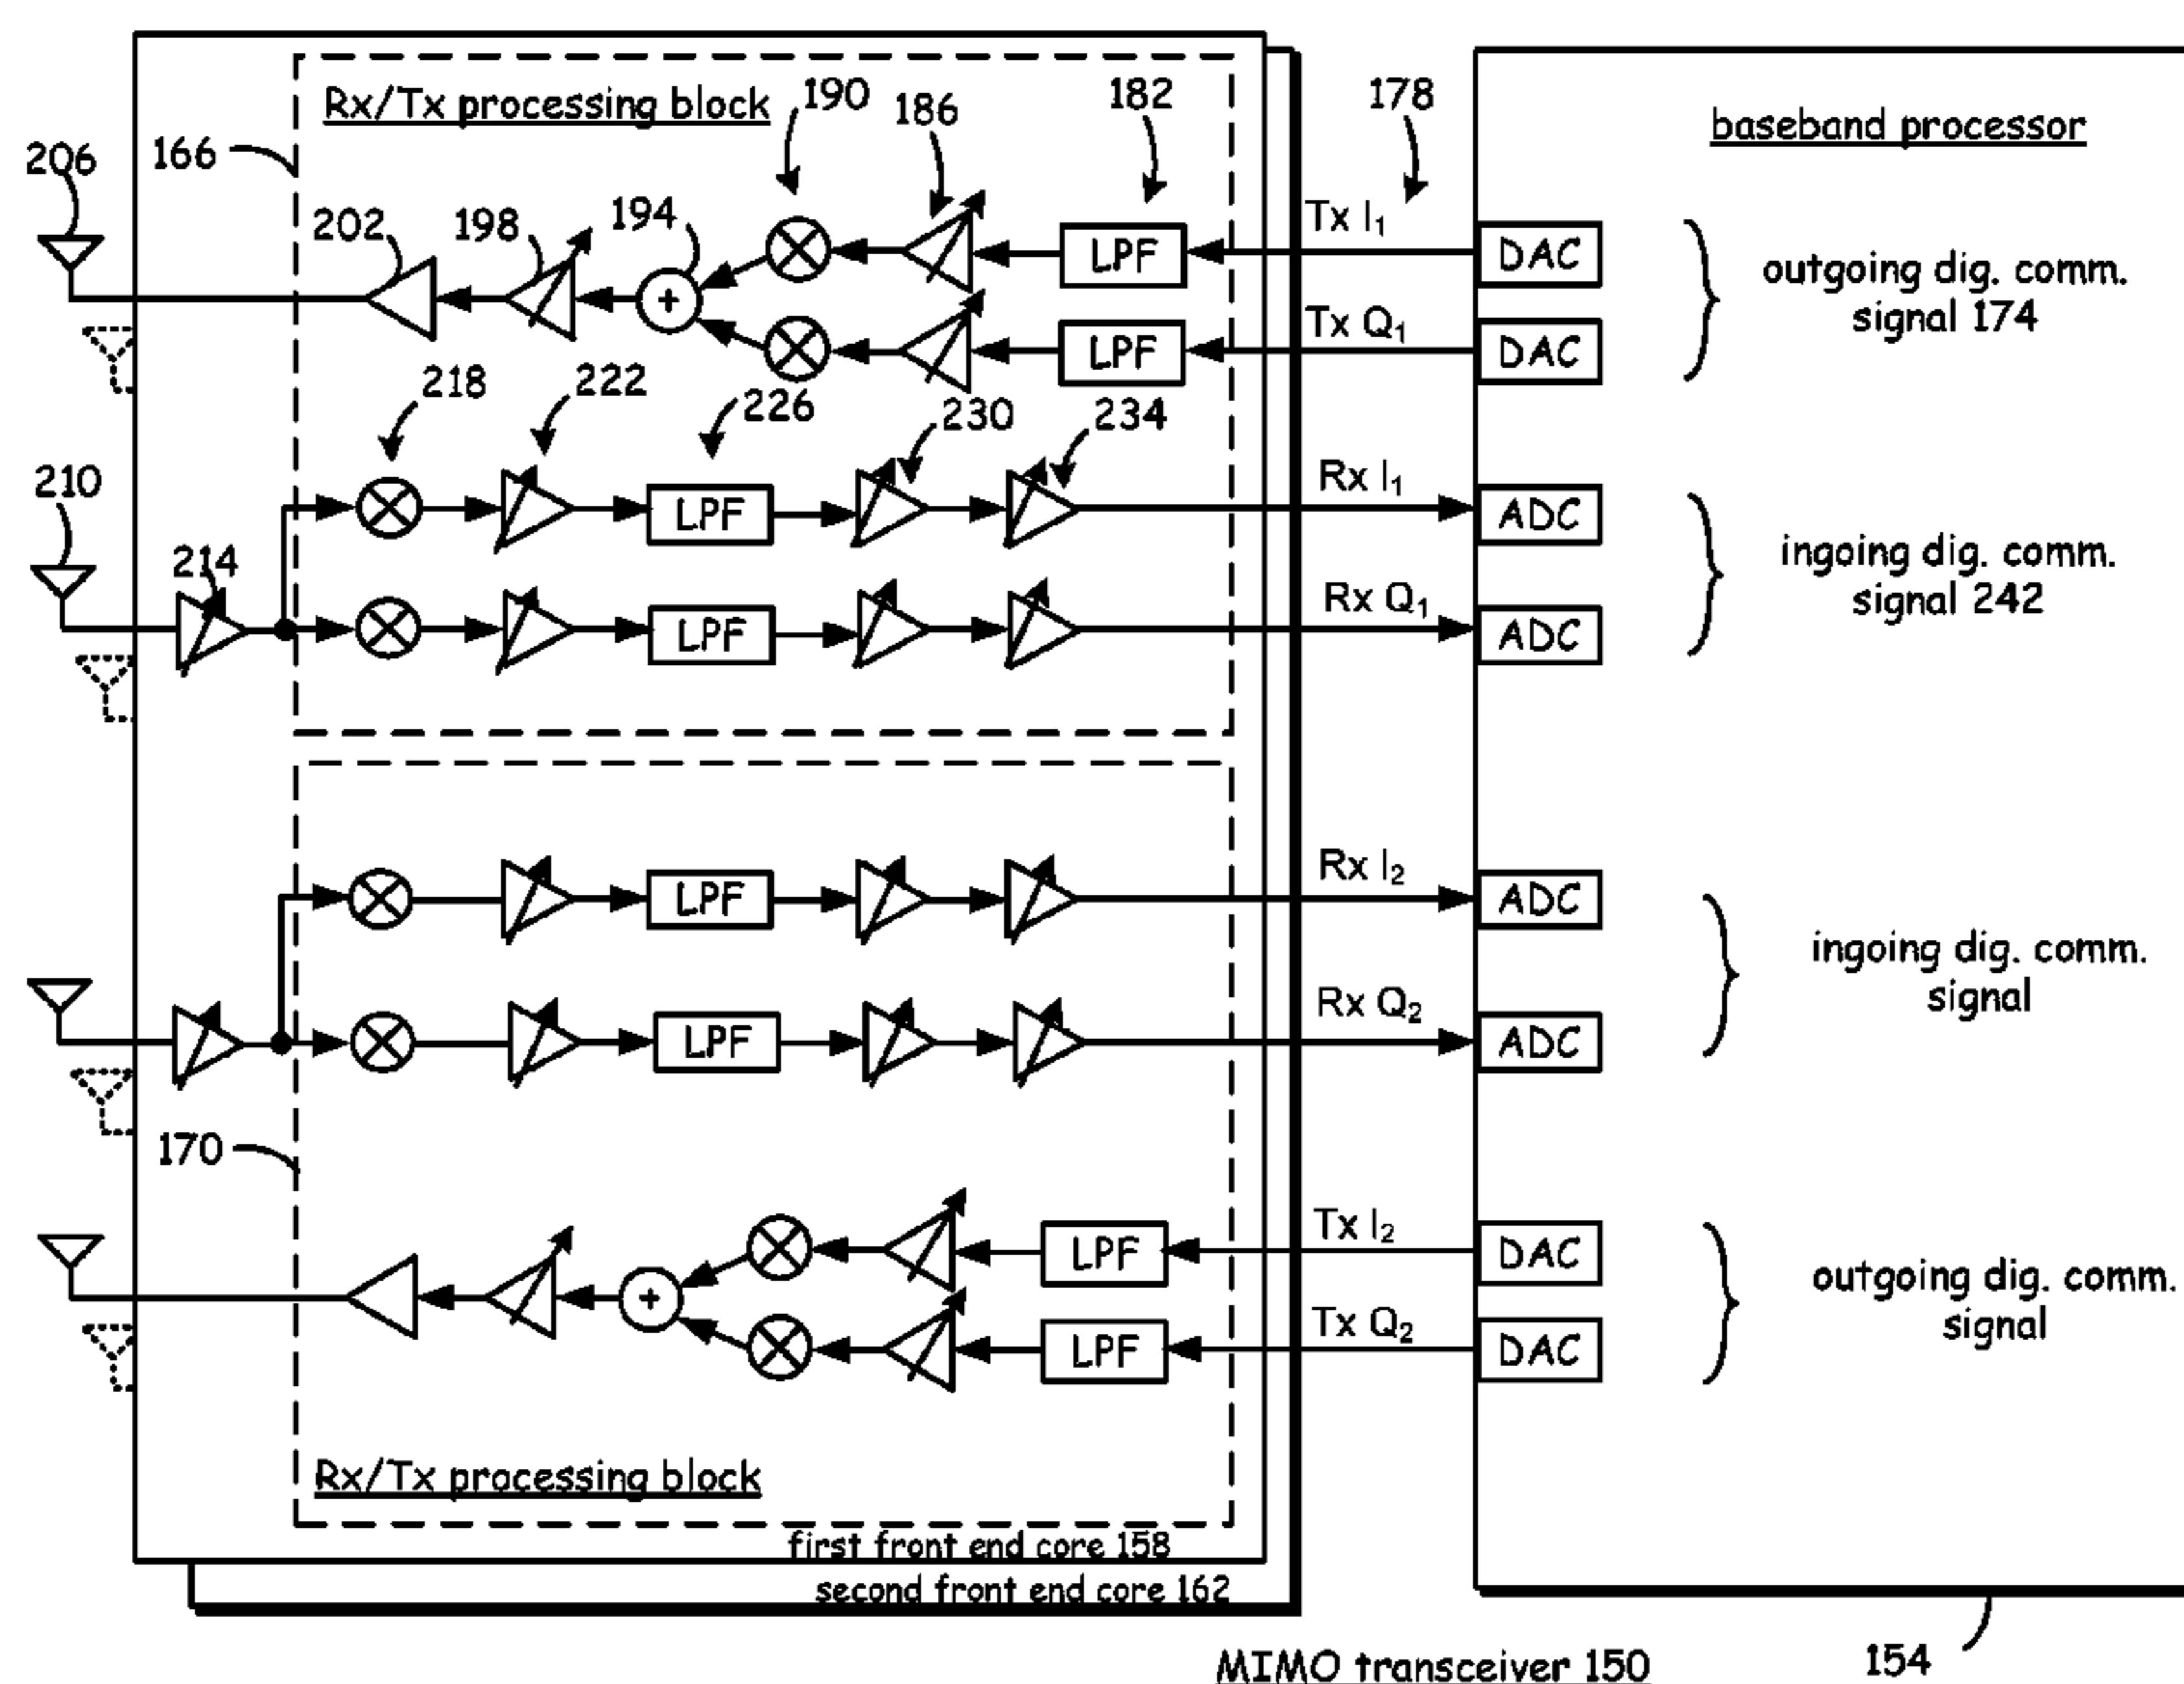 Rx/Tx processing block
190
186
182
178
baseband processor
206
166
202
198
194
LPF
Tx I₁
DAC
outgoing dig. comm.
signal 174
LPF
Tx Q₁
DAC
218
222
226
230
234
210
214
LPF
Rx I₁
ADC
ingoing dig. comm.
signal 242
LPF
Rx Q₁
ADC
LPF
Rx I₂
ADC
ingoing dig. comm.
signal
LPF
Rx Q₂
ADC
170
LPF
Tx I₂
DAC
outgoing dig. comm.
signal
LPF
Tx Q₂
DAC
Rx/Tx processing block
first front end core 158
second front end core 162
MIMO transceiver 150
154